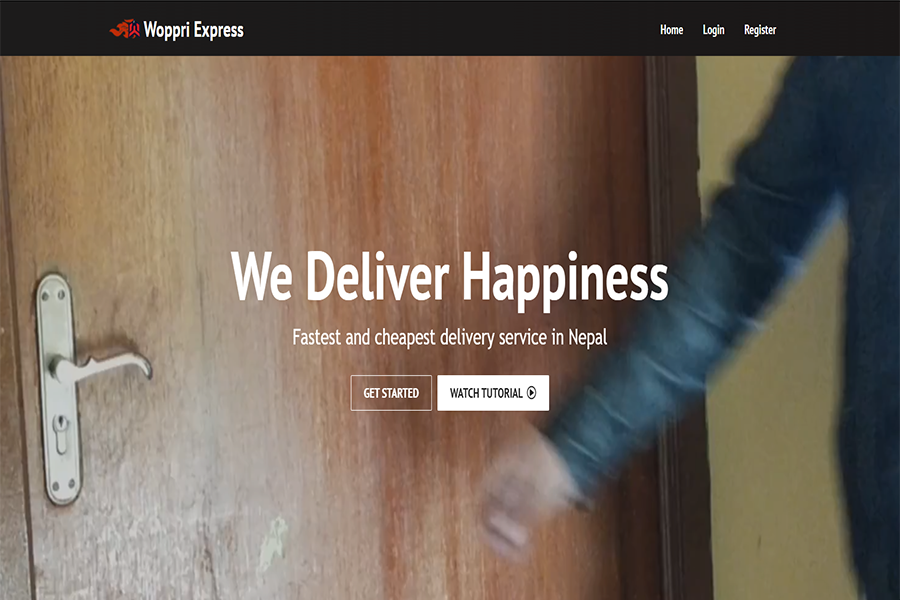 Woppri Express
Home
Login
Register
We Deliver Happiness
Fastest and cheapest delivery service in Nepal
GET STARTED
WATCH TUTORIAL